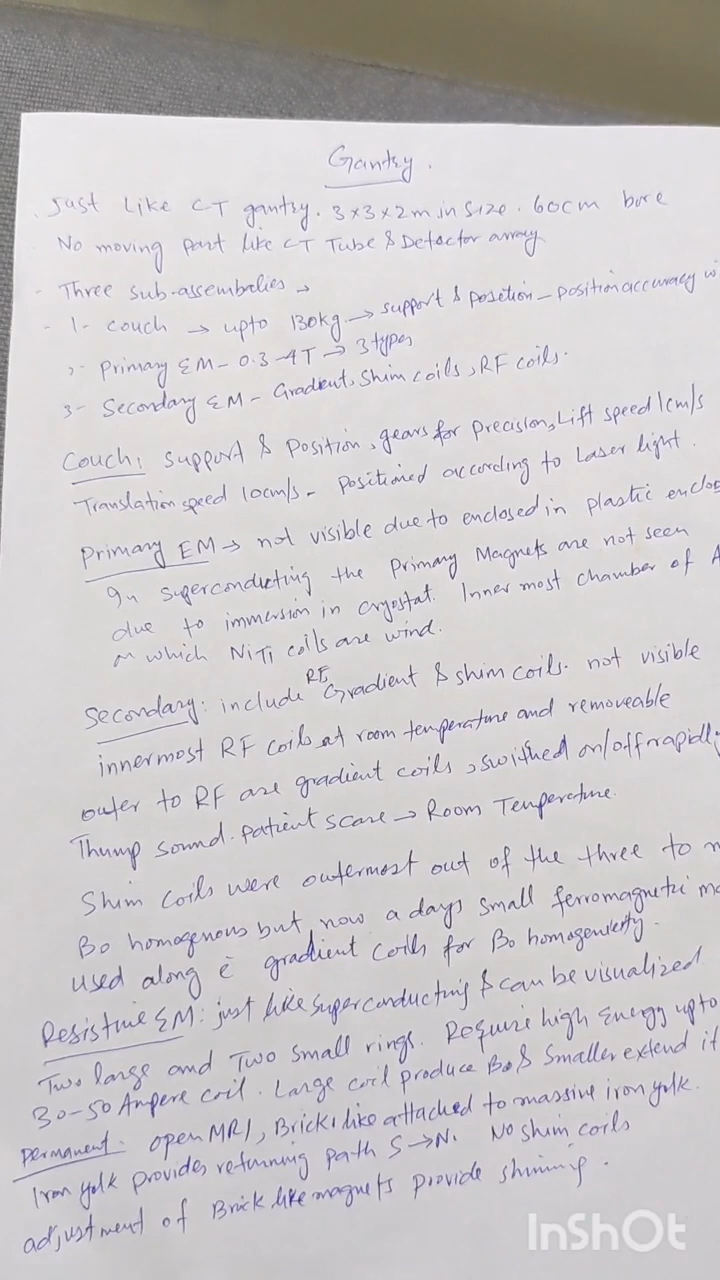 Gantry.
Just Like CT gantry. 3x3x2m in size. 60cm bore
No moving part like CT Tube & Detector array
- Three sub-assembelies →
- 1- couch → upto 130kg → support & position - position accuracy
2- Primary EM - 0.3-4T → 3 types
3- Secondary EM - Gradient, Shim coils, RF coils.
Couch: support & Position, gears for Precision, Lift speed 1cm/s
Translation speed 10cm/s - Positioned according to Laser light.
Primary EM → not visible due to enclosed in plastic
In superconducting the Primary Magnets are not seen
due to immersion in cryostat. Inner most chamber of
on which NiTi coils are wind.
Secondary: include RF Gradient & shim coils. not visible
innermost RF coils at room temperature and removeable
outer to RF are gradient coils, swithed on/off rapidly
Thump sound. patient scare → Room Temperature.
Shim coils were outermost out of the three to
Bo homogenous but now a days small ferromagnetic
used along c̄ gradient coils for Bo homogeniety.
Resistive EM: just like superconducting & can be visualized
Two large and Two small rings. Require high energy upto
30-50 Ampere coil. Large coil produce Bo & smaller extend it
Permanent: open MRI, Bricks like attached to massive iron yolk.
Iron yolk provides returning path S→N. No shim coils
adjustment of Brick like magnets provide shiming.
InShOt